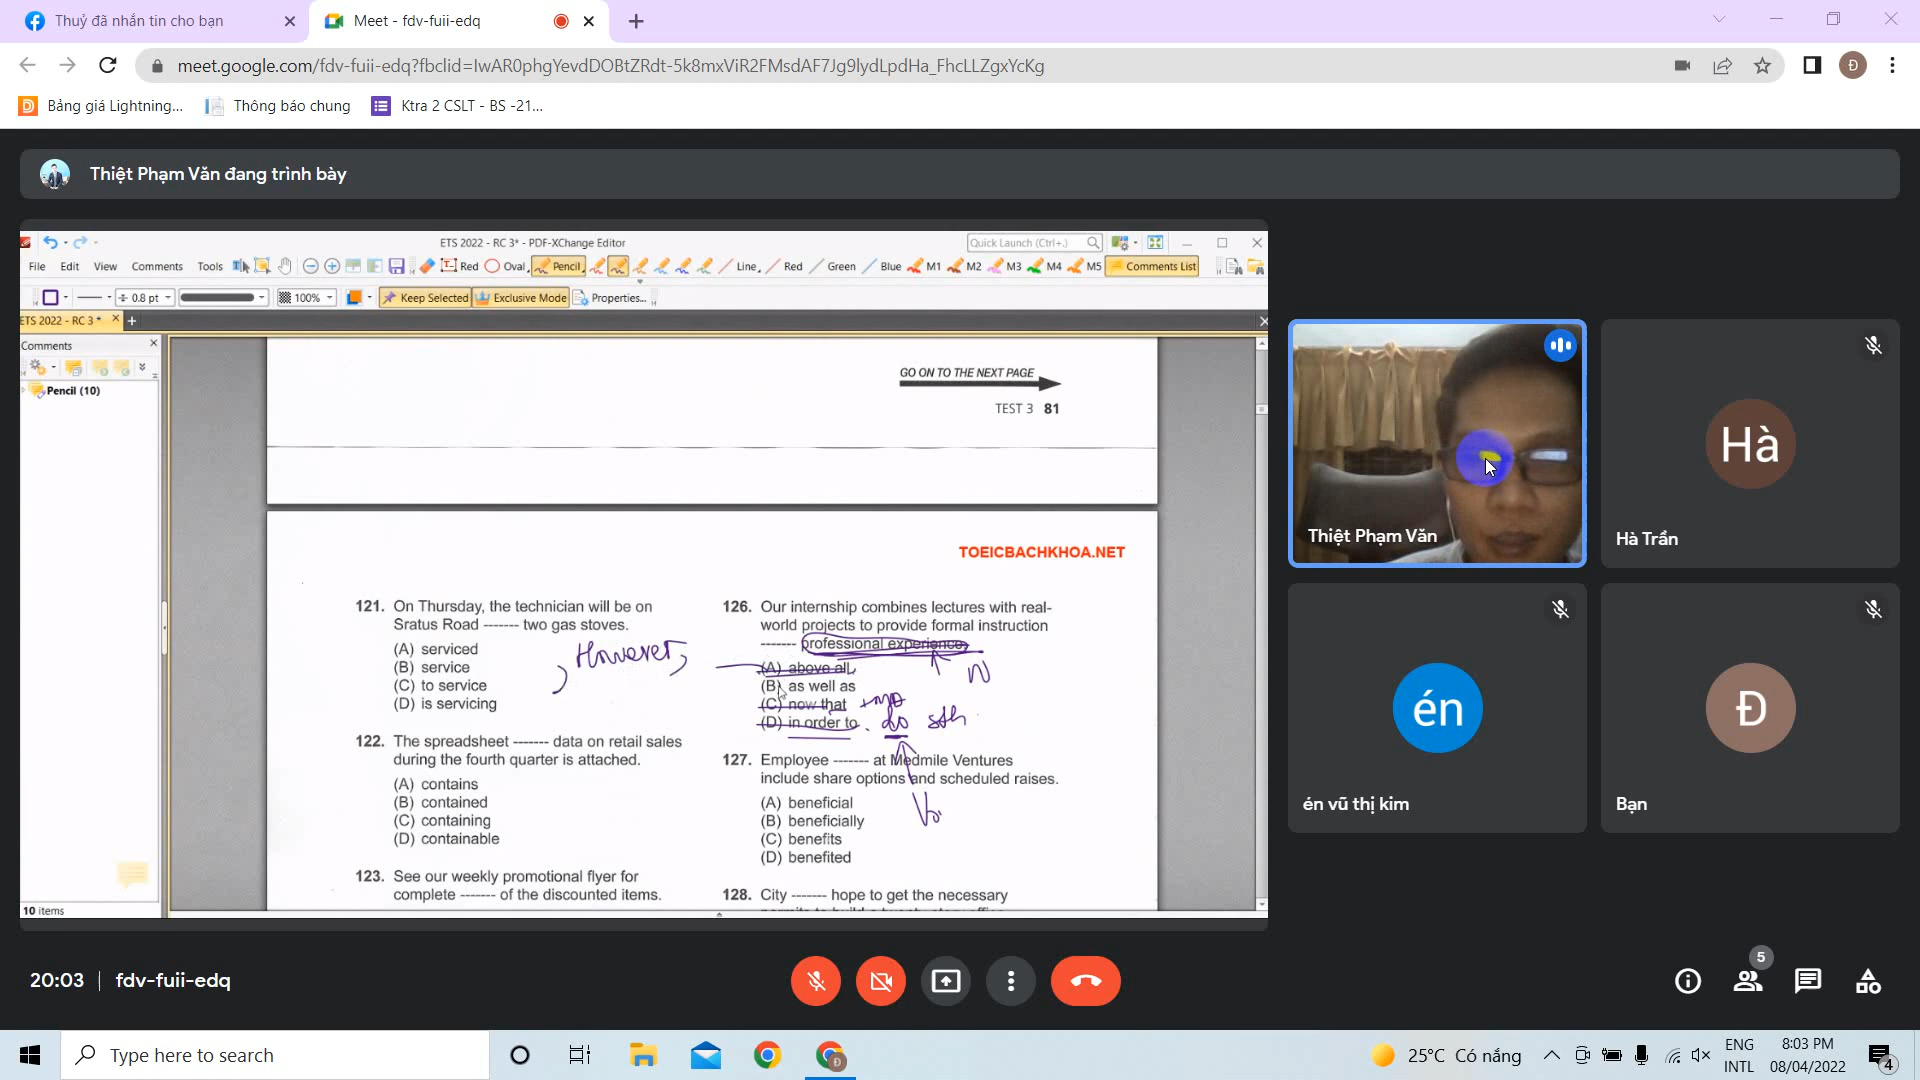 Thuỷ đã nhắn tin cho bạn
Meet - fdv-fuii-edq
meet.google.com/fdv-fuii-edq?fbclid=IwAR0phgYevdDOBtZRdt-5k8mxViR2FMsdAF7Jg9lydLpdHa_FhcLLZgxYcKg
Đ
Bảng giá Lightning...
Thông báo chung
Ktra 2 CSLT - BS -21...
Thiệt Phạm Văn đang trình bày
ETS 2022 - RC 3* - PDF-XChange Editor
Quick Launch (Ctrl+.)
File Edit View Comments Tools Red Oval Pencil Line Red Green Blue M1 M2 M3 M4 M5 Comments List
0.8 pt 100% Keep Selected Exclusive Mode Properties...
ETS 2022 - RC 3 *
Comments
Pencil (10)
10 items
GO ON TO THE NEXT PAGE
TEST 3 81
TOEICBACHKHOA.NET
121. On Thursday, the technician will be on
Sratus Road ------- two gas stoves.
(A) serviced
(B) service
(C) to service
(D) is servicing
, However,
122. The spreadsheet ------- data on retail sales
during the fourth quarter is attached.
(A) contains
(B) contained
(C) containing
(D) containable
123. See our weekly promotional flyer for
complete ------- of the discounted items.
126. Our internship combines lectures with real-
world projects to provide formal instruction
------- professional experience.
(A) above all
(B) as well as
(C) now that
(D) in order to
N
do sth
127. Employee ------- at Medmile Ventures
include share options and scheduled raises.
(A) beneficial
(B) beneficially
(C) benefits
(D) benefited
128. City ------- hope to get the necessary
Thiệt Phạm Văn
Hà
Hà Trần
én
én vũ thị kim
Đ
Bạn
20:03 | fdv-fuii-edq
5
Type here to search
25°C Có nắng
ENG
INTL
8:03 PM
08/04/2022
4